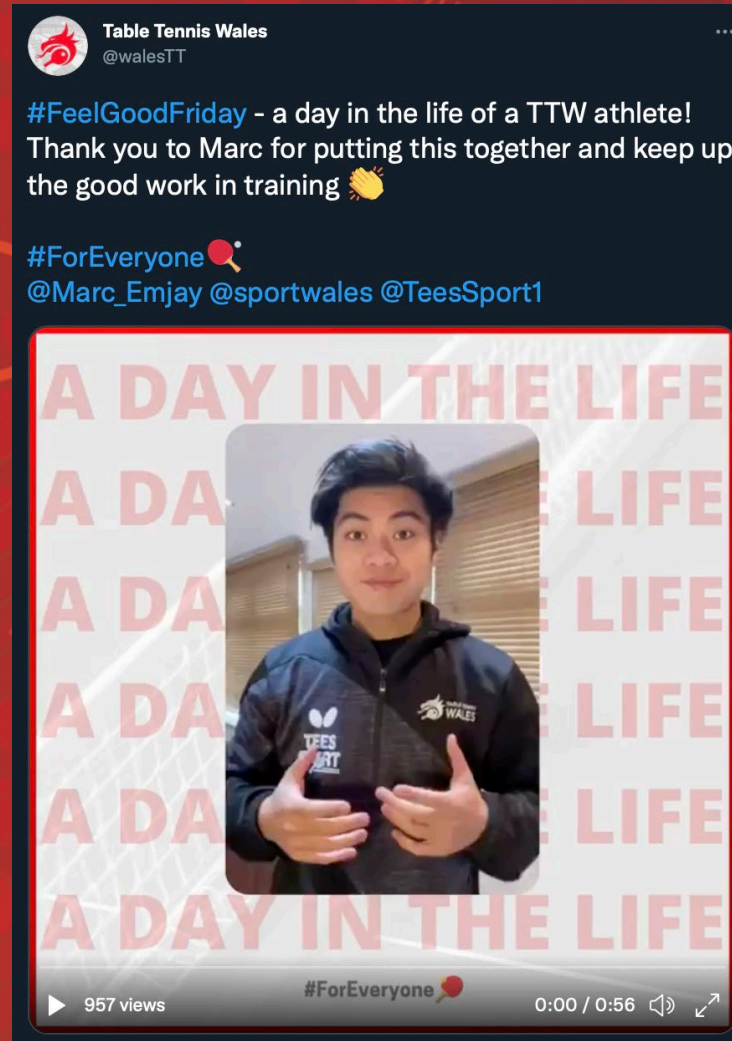 Table Tennis Wales
@walesTT
#FeelGoodFriday - a day in the life of a TTW athlete!
Thank you to Marc for putting this together and keep up
the good work in training 👏
#ForEveryone🏓
@Marc_Emjay @sportwales @TeesSport1
A DAY IN THE LIFE
A DA E LIFE
A DA E LIFE
A DA E LIFE
A DA E LIFE
A DAY IN THE LIFE
WALES
TEES
#ForEveryone🏓
957 views
0:00 / 0:56